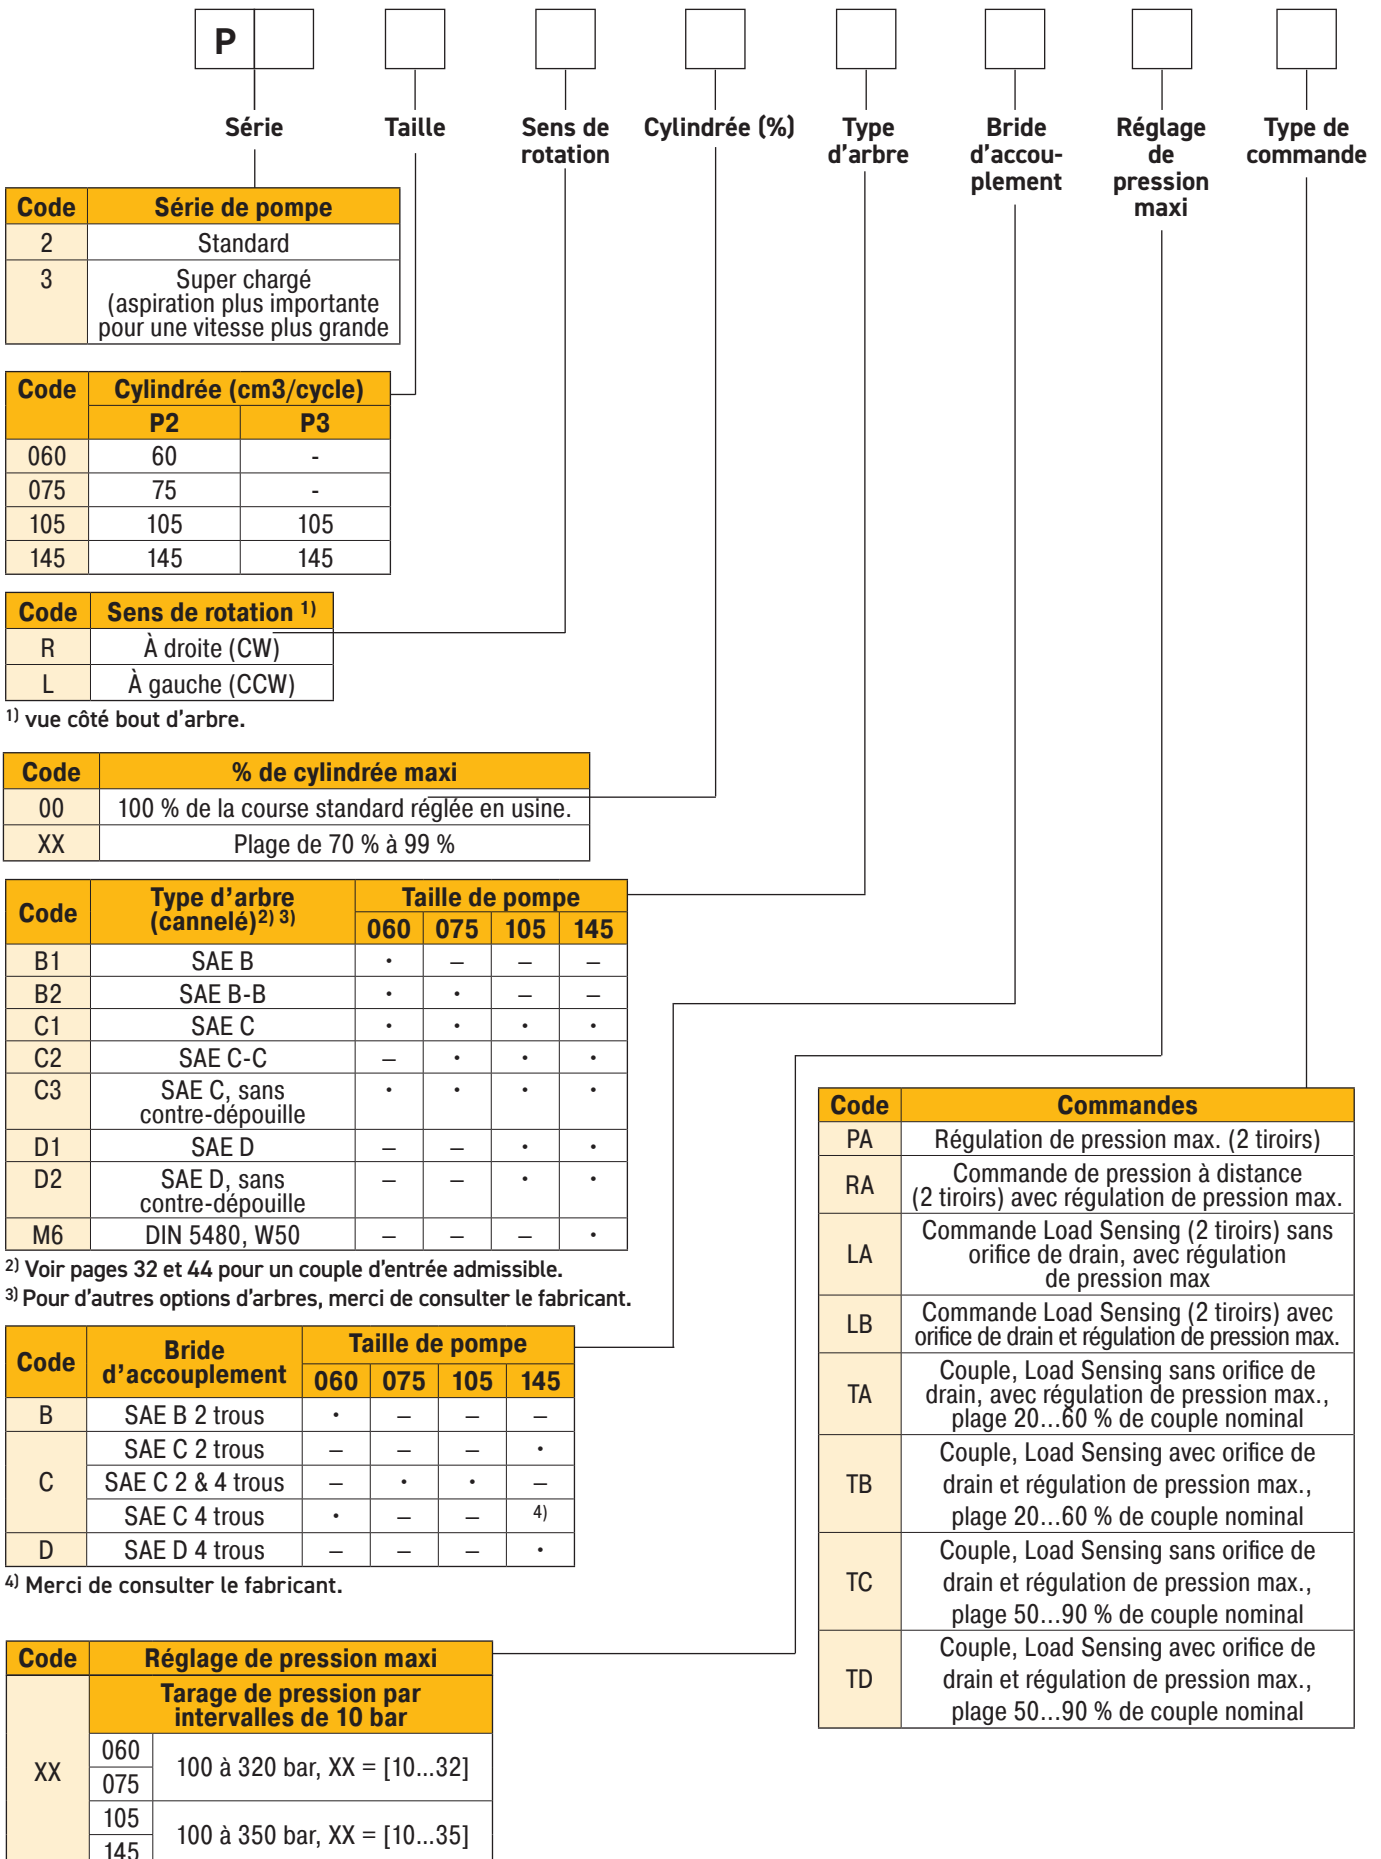 P
Série
Taille
Sens de
rotation
Cylindrée (%)
Type
d'arbre
Bride
d'accou-
plement
Réglage
de
pression
maxi
Type de
commande
Code Série de pompe
2 Standard
3 Super chargé
(aspiration plus importante
pour une vitesse plus grande
Code Cylindrée (cm3/cycle)
P2 P3
060 60 -
075 75 -
105 105 105
145 145 145
Code Sens de rotation 1)
R À droite (CW)
L À gauche (CCW)
1) vue côté bout d'arbre.
Code % de cylindrée maxi
00 100 % de la course standard réglée en usine.
XX Plage de 70 % à 99 %
Code Type d'arbre
(cannelé)2) 3)
Taille de pompe
060 075 105 145
B1 SAE B • – – –
B2 SAE B-B • • – –
C1 SAE C • • • •
C2 SAE C-C – • • •
C3 SAE C, sans
contre-dépouille • • • •
D1 SAE D – – • •
D2 SAE D, sans
contre-dépouille – – • •
M6 DIN 5480, W50 – – – •
2) Voir pages 32 et 44 pour un couple d'entrée admissible.
3) Pour d'autres options d'arbres, merci de consulter le fabricant.
Code Bride
d'accouplement
Taille de pompe
060 075 105 145
B SAE B 2 trous • – – –
C SAE C 2 trous – – – •
SAE C 2 & 4 trous – • • –
SAE C 4 trous • – – 4)
D SAE D 4 trous – – – •
4) Merci de consulter le fabricant.
Code Réglage de pression maxi
Tarage de pression par
intervalles de 10 bar
XX
060
075
100 à 320 bar, XX = [10...32]
105
145
100 à 350 bar, XX = [10...35]
Code Commandes
PA Régulation de pression max. (2 tiroirs)
RA Commande de pression à distance
(2 tiroirs) avec régulation de pression max.
LA Commande Load Sensing (2 tiroirs) sans
orifice de drain, avec régulation
de pression max
LB Commande Load Sensing (2 tiroirs) avec
orifice de drain et régulation de pression max.
TA Couple, Load Sensing sans orifice de
drain, avec régulation de pression max.,
plage 20...60 % de couple nominal
TB Couple, Load Sensing avec orifice de
drain et régulation de pression max.,
plage 20...60 % de couple nominal
TC Couple, Load Sensing sans orifice de
drain et régulation de pression max.,
plage 50...90 % de couple nominal
TD Couple, Load Sensing avec orifice de
drain et régulation de pression max.,
plage 50...90 % de couple nominal